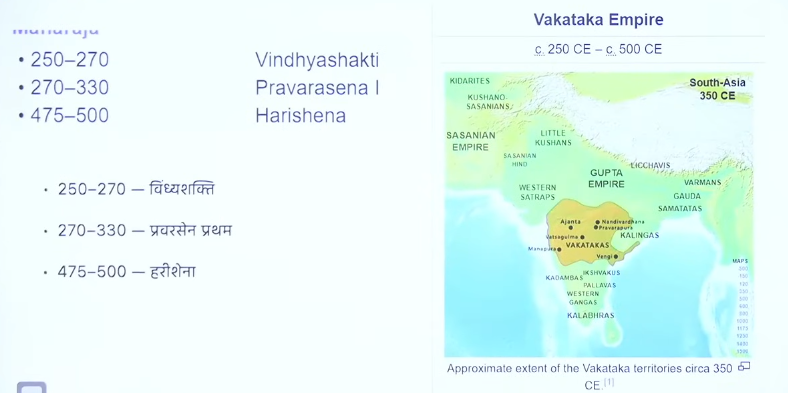 Maharaja
• 250–270 Vindhyashakti
• 270–330 Pravarasena I
• 475–500 Harishena
• 250–270 — विंध्यशक्ति
• 270–330 — प्रवरसेन प्रथम
• 475–500 — हरीशेना
Vakataka Empire
c. 250 CE – c. 500 CE
South-Asia
350 CE
KIDARITES
KUSHANO-
SASANIANS
SASANIAN
EMPIRE
LITTLE
KUSHANS
SASANIAN
HIND
LICCHAVIS
GUPTA
EMPIRE
VARMANS
WESTERN
SATRAPS
GAUDA
SAMATATAS
Ajanta
Nandivardhana
Pravarapura
Vatsagulma
KALINGAS
VAKATAKAS
Manapura
Vengi
IKSHVAKUS
KADAMBAS
PALLAVAS
WESTERN
GANGAS
KALABHRAS
MAPS
Approximate extent of the Vakataka territories circa 350
CE.[1]